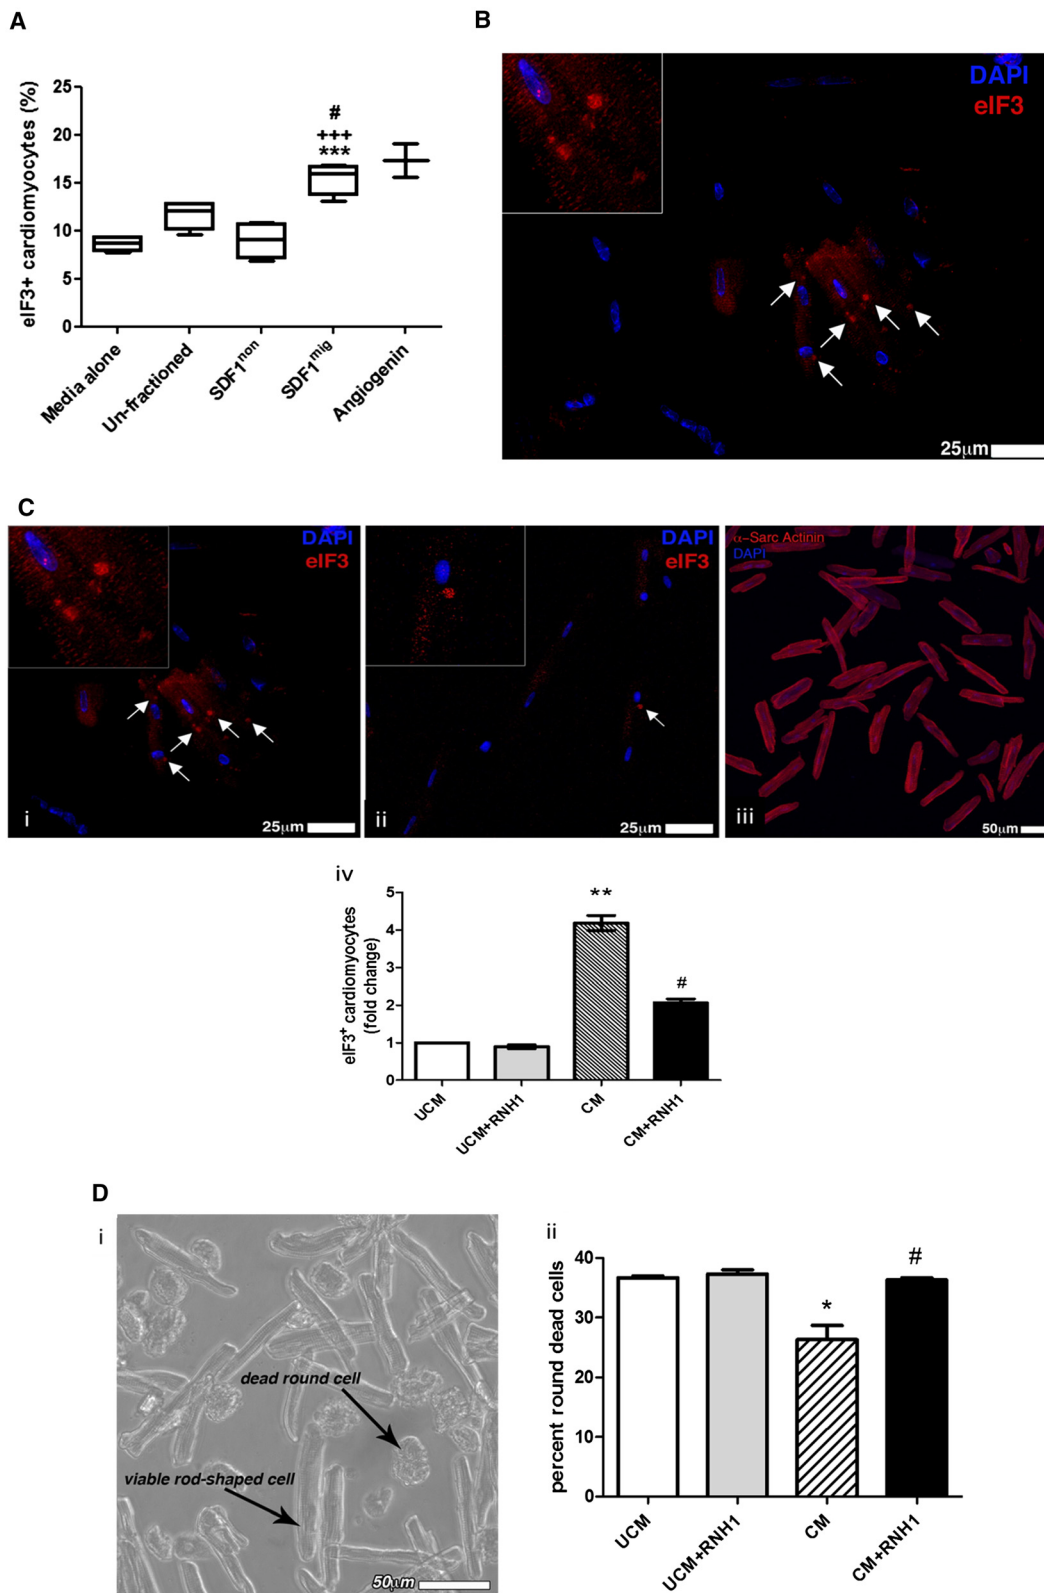 A
eIF3+ cardiomyocytes (%)
25
20
15
10
5
0
#
+++
***
Media alone
Un-fractioned
SDF1non
SDF1mig
Angiogenin
B
DAPI
eIF3
25μm
C
DAPI
eIF3
i
25μm
DAPI
eIF3
ii
25μm
α-Sarc Actinin
DAPI
iii
50μm
iv
eIF3+ cardiomyocytes
(fold change)
5
4
3
2
1
0
**
#
UCM
UCM+RNH1
CM
CM+RNH1
D
i
dead round cell
viable rod-shaped cell
50μm
ii
percent round dead cells
40
30
20
10
0
*
#
UCM
UCM+RNH1
CM
CM+RNH1